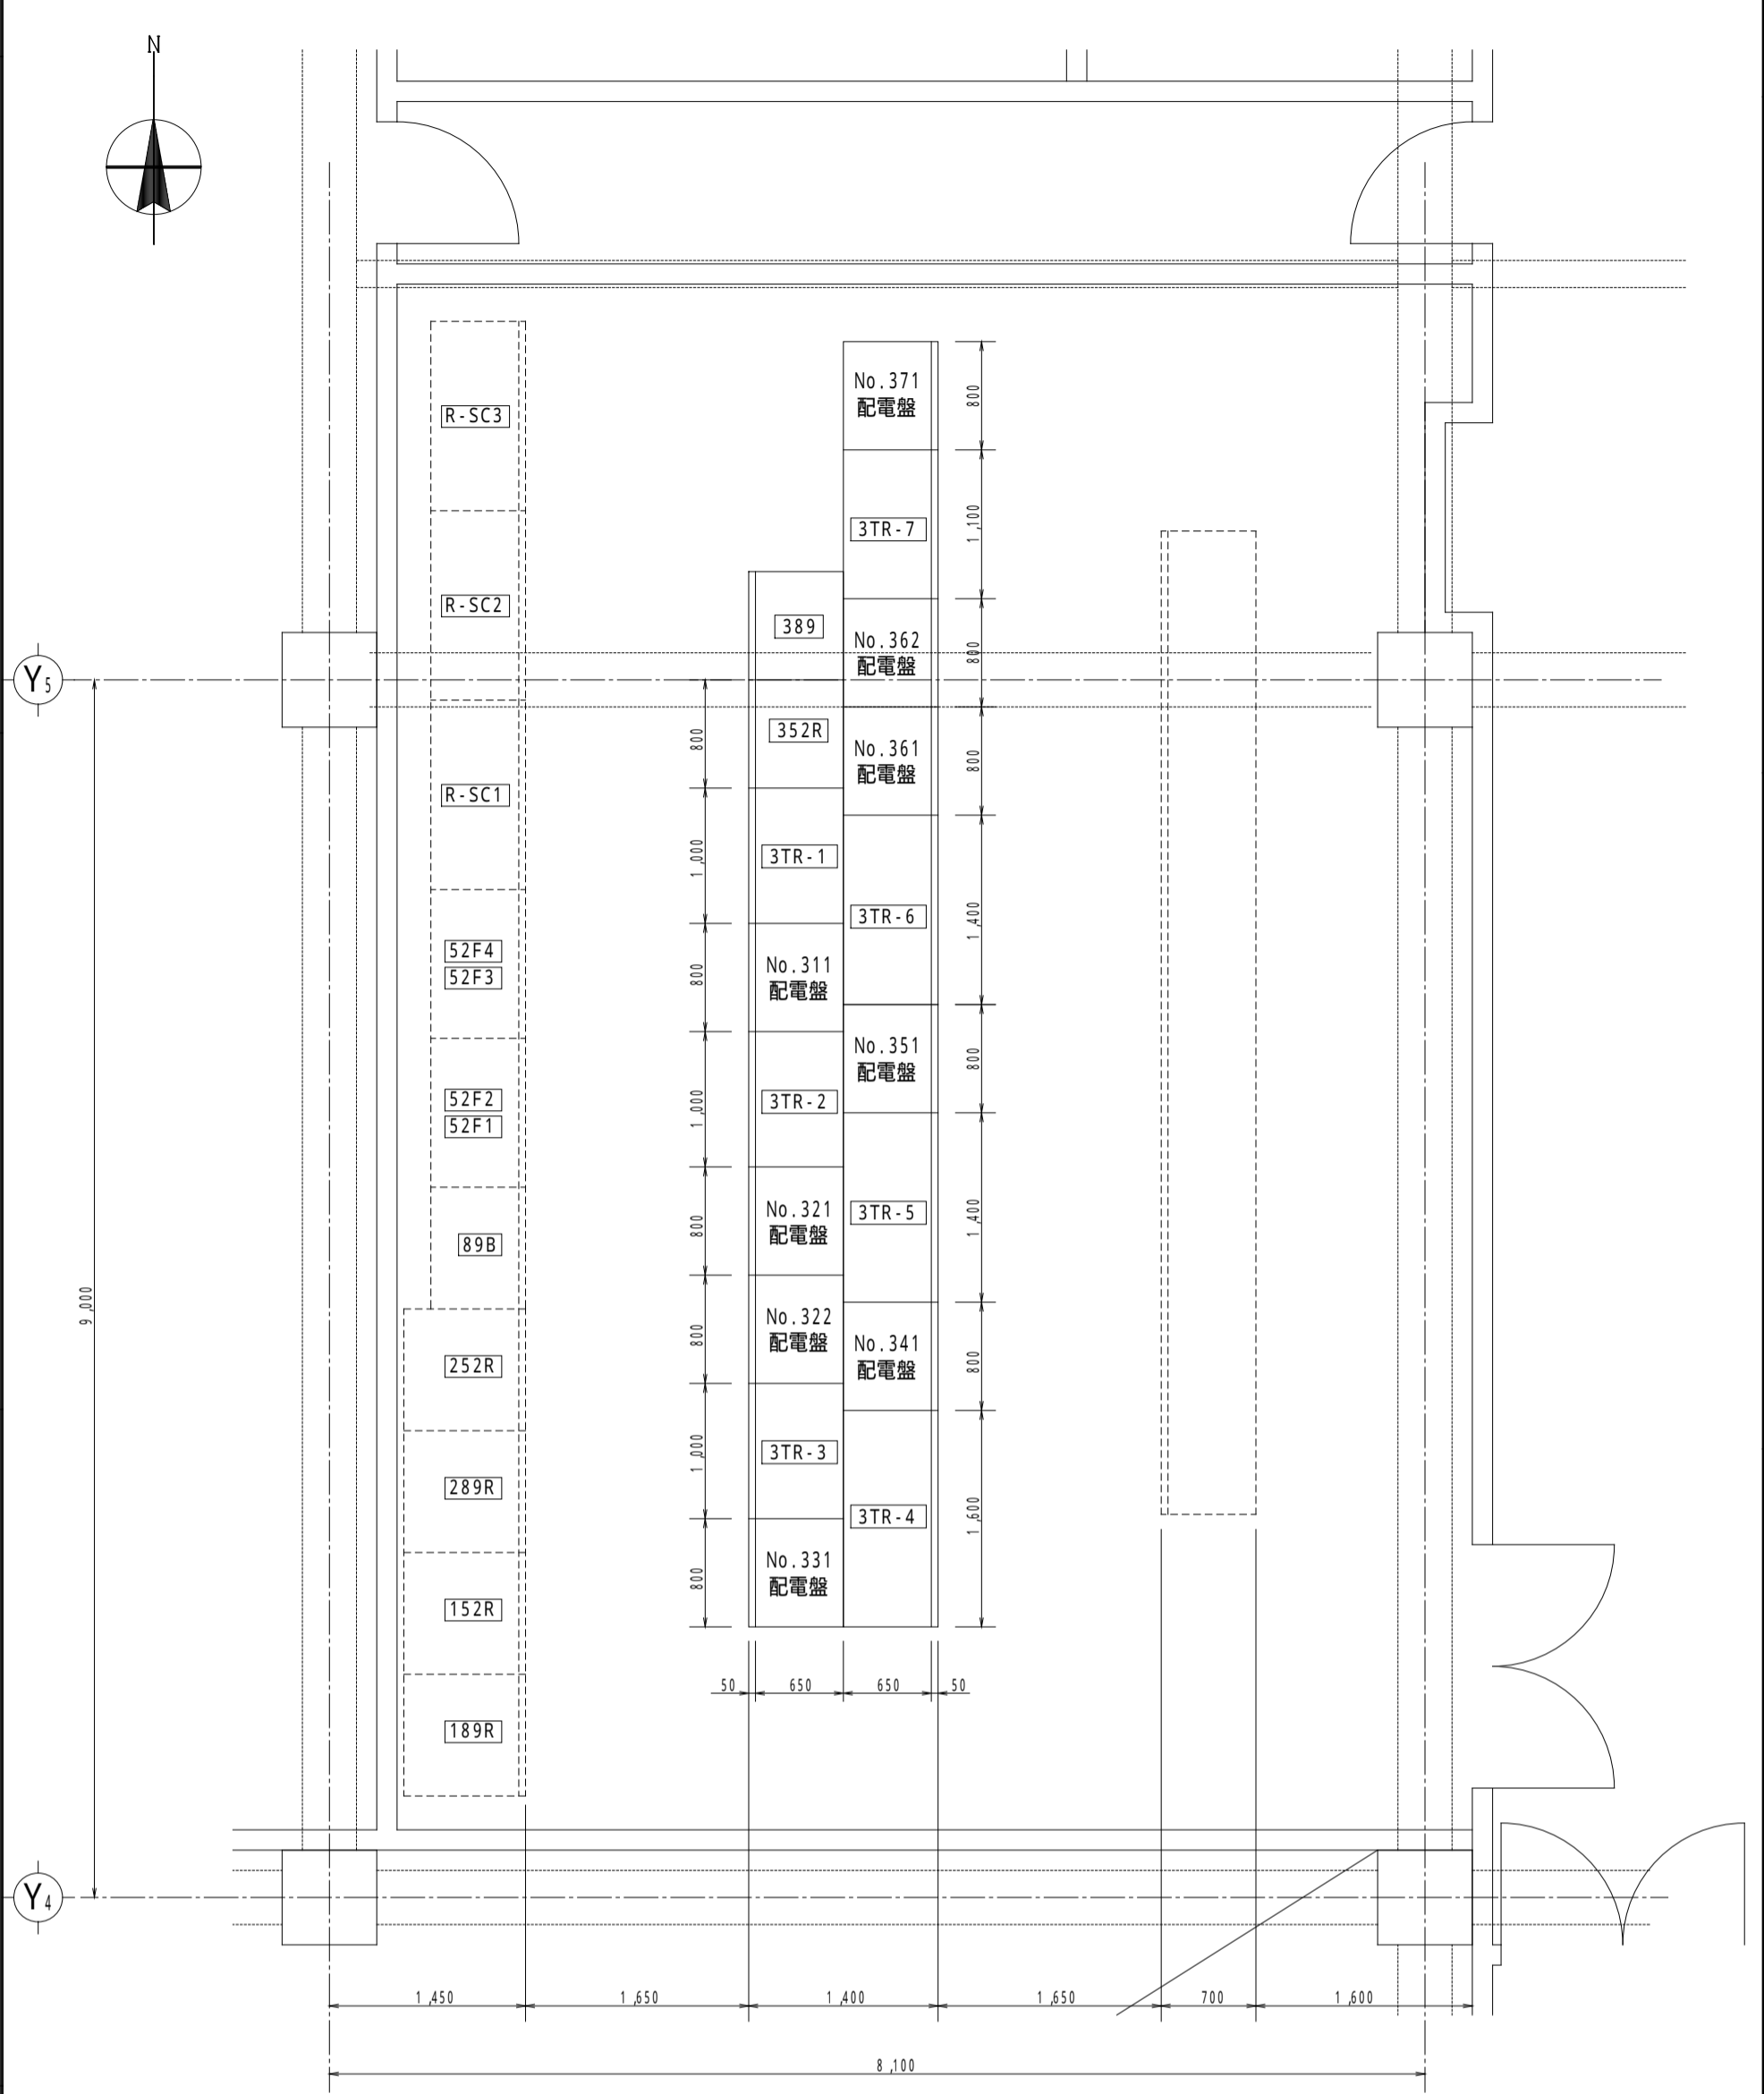 N
No.371
配電盤
800
R-SC3
3TR-7
1,100
R-SC2
389
No.362
配電盤
800
Y5
352R
800
No.361
配電盤
800
R-SC1
3TR-1
1,000
3TR-6
1,400
52F4
52F3
No.311
配電盤
800
No.351
配電盤
800
52F2
52F1
3TR-2
1,000
No.321
配電盤
800
3TR-5
1,400
89B
9,000
No.322
配電盤
800
No.341
配電盤
800
252R
3TR-3
1,000
289R
3TR-4
1,600
No.331
配電盤
800
152R
50 650 650 50
189R
Y4
1,450 1,650 1,400 1,650 700 1,600
8,100